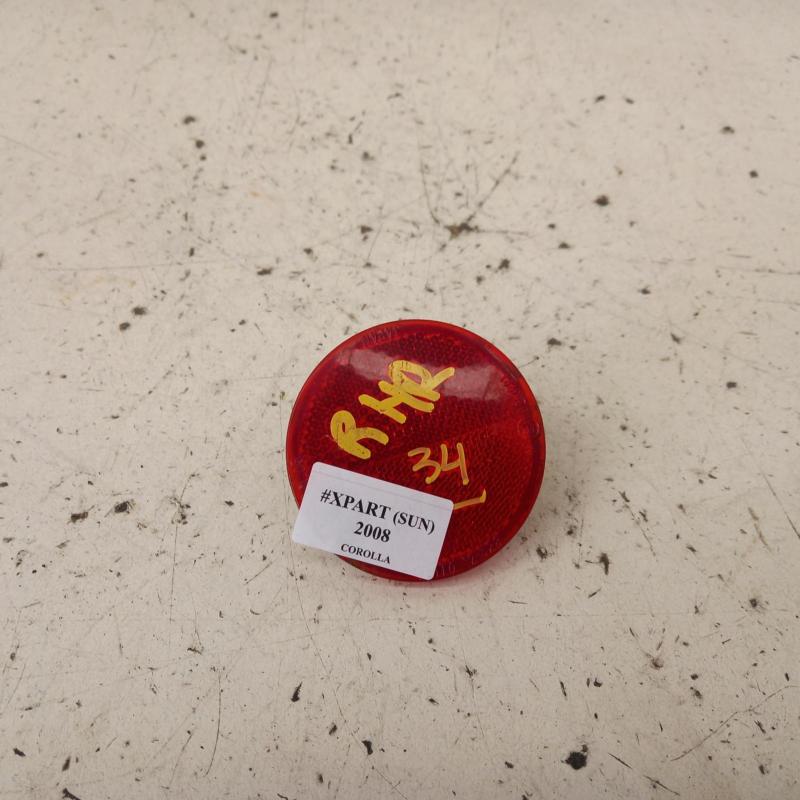 RHR
34
#XPART (SUN)
2008
COROLLA